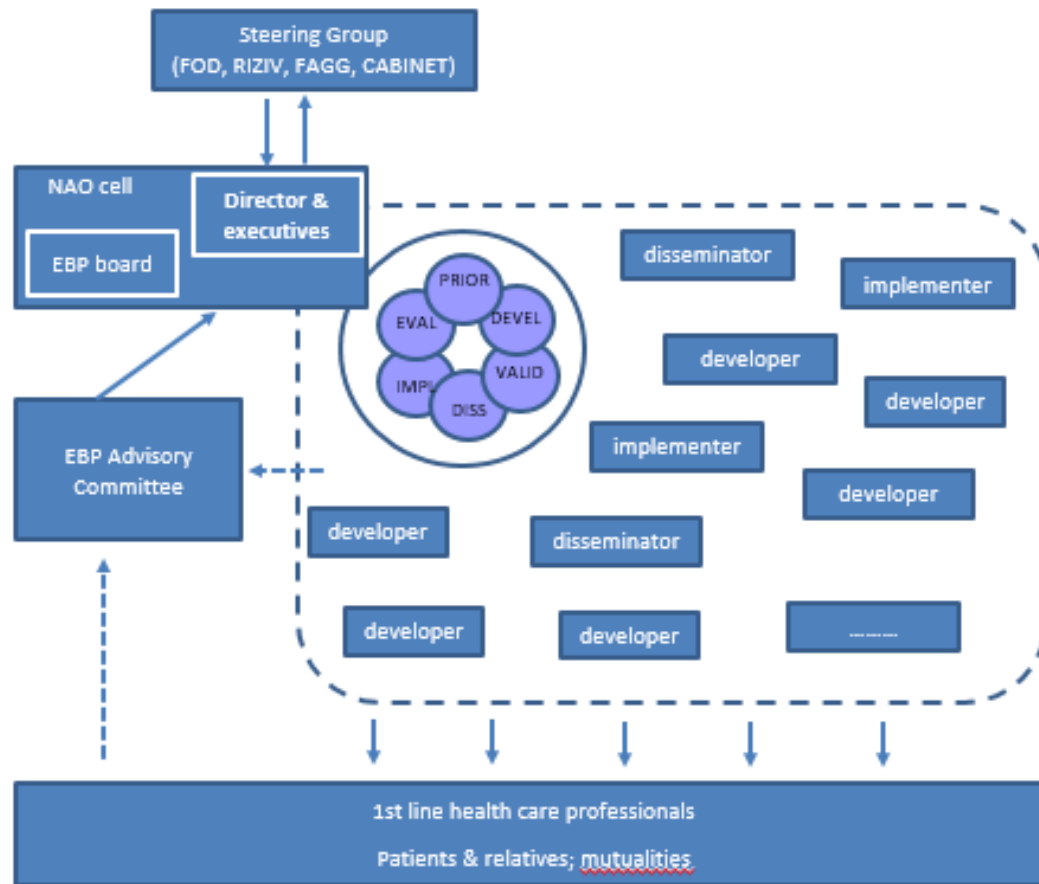 Steering Group
(FOD, RIZIV, FAGG, CABINET)
NAO cell
Director &
executives
EBP board
PRIOR
EVAL
DEVEL
IMPL
VALID
DISS
disseminator
implementer
developer
developer
implementer
developer
EBP Advisory
Committee
developer
disseminator
developer
developer
.........
1st line health care professionals
Patients & relatives; mutualities